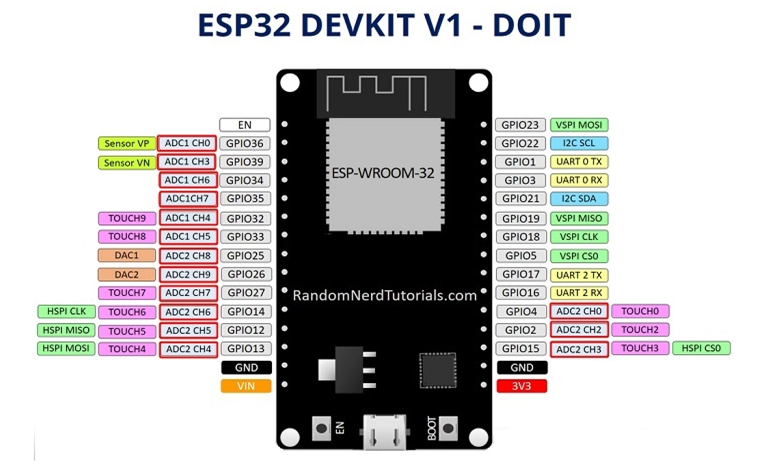 ESP32 DEVKIT V1 - DOIT
EN GPIO23 VSPI MOSI
Sensor VP ADC1 CH0 GPIO36 GPIO22 I2C SCL
Sensor VN ADC1 CH3 GPIO39 GPIO1 UART 0 TX
ADC1 CH6 GPIO34 ESP-WROOM-32 GPIO3 UART 0 RX
ADC1CH7 GPIO35 GPIO21 I2C SDA
TOUCH9 ADC1 CH4 GPIO32 GPIO19 VSPI MISO
TOUCH8 ADC1 CH5 GPIO33 GPIO18 VSPI CLK
DAC1 ADC2 CH8 GPIO25 GPIO5 VSPI CS0
DAC2 ADC2 CH9 GPIO26 GPIO17 UART 2 TX
TOUCH7 ADC2 CH7 GPIO27 RandomNerdTutorials.com GPIO16 UART 2 RX
HSPI CLK TOUCH6 ADC2 CH6 GPIO14 GPIO4 ADC2 CH0 TOUCH0
HSPI MISO TOUCH5 ADC2 CH5 GPIO12 GPIO2 ADC2 CH2 TOUCH2
HSPI MOSI TOUCH4 ADC2 CH4 GPIO13 GPIO15 ADC2 CH3 TOUCH3 HSPI CS0
GND GND
VIN 3V3
EN BOOT